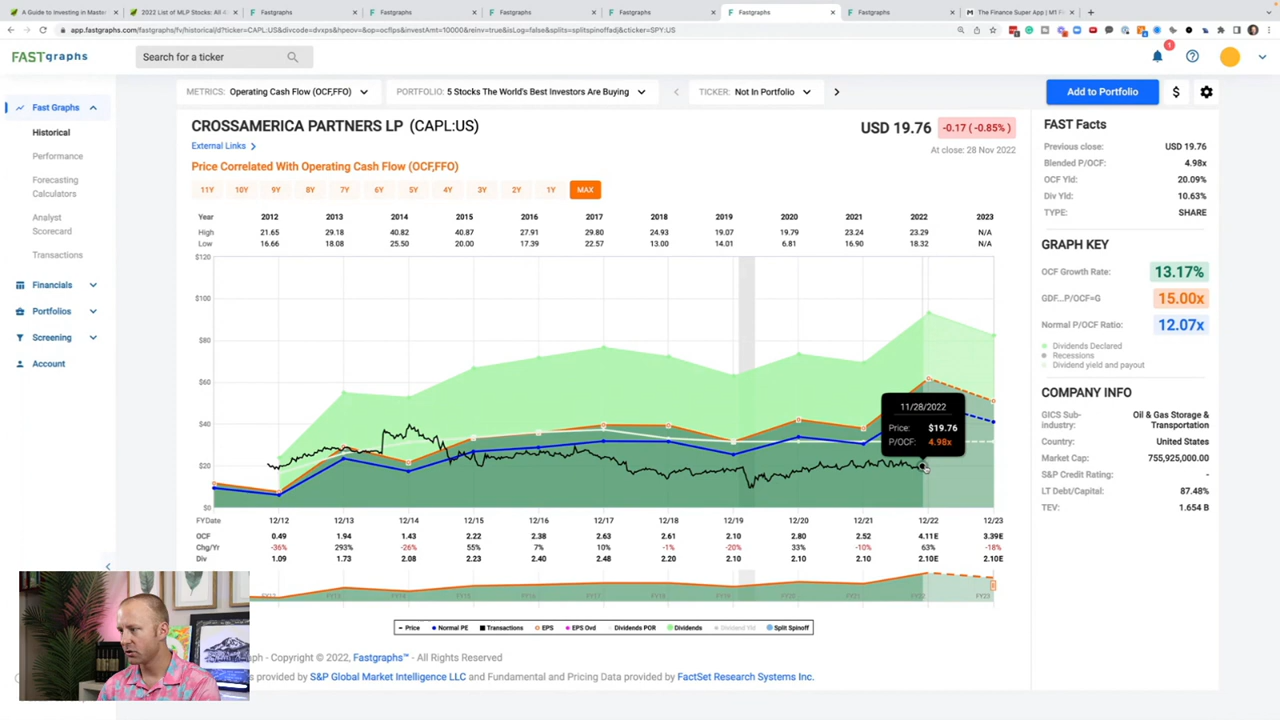 A Guide to Investing in Master
2022 List of MLP Stocks: All
Fastgraphs
Fastgraphs
Fastgraphs
Fastgraphs
Fastgraphs
Fastgraphs
The Finance Super App | M1 Fi
app.fastgraphs.com/fastgraphs/fv/historical/d?ticker=CAPL:US&divcode=dvxps&hpeov=&op=ocflps&investAmt=10000&reinv=true&isLog=false&splits=splitspinoffadj&cticker=SPY:US
FASTgraphs
Search for a ticker
1
Fast Graphs
Historical
Performance
Forecasting
Calculators
Analyst
Scorecard
Transactions
Financials
Portfolios
Screening
Account
METRICS: Operating Cash Flow (OCF,FFO)
PORTFOLIO: 5 Stocks The World's Best Investors Are Buying
TICKER: Not In Portfolio
Add to Portfolio
$
CROSSAMERICA PARTNERS LP (CAPL:US)
USD 19.76 -0.17 ( -0.85%)
External Links
At close: 28 Nov 2022
Price Correlated With Operating Cash Flow (OCF,FFO)
11Y 10Y 9Y 8Y 7Y 6Y 5Y 4Y 3Y 2Y 1Y MAX
Year 2012 2013 2014 2015 2016 2017 2018 2019 2020 2021 2022 2023
High 21.65 29.18 40.82 40.87 27.91 29.80 24.93 19.07 19.79 23.24 23.29 N/A
Low 16.66 18.08 25.50 20.00 17.39 22.57 13.00 14.01 6.81 16.90 18.32 N/A
$120
$100
$80
$60
$40
$20
$0
11/28/2022
Price: $19.76
P/OCF: 4.98x
FYDate 12/12 12/13 12/14 12/15 12/16 12/17 12/18 12/19 12/20 12/21 12/22 12/23
OCF 0.49 1.94 1.43 2.22 2.38 2.63 2.61 2.10 2.80 2.52 4.11E 3.39E
Chg/Yr -36% 293% -26% 55% 7% 10% -1% -20% 33% -10% 63% -18%
Div 1.09 1.73 2.08 2.23 2.40 2.48 2.20 2.10 2.10 2.10 2.10E 2.10E
FY13 FY14 FY15 FY16 FY17 FY18 FY19 FY20 FY21 FY22 FY23
Price Normal PE Transactions EPS EPS Ovd Dividends POR Dividends Dividend Yld Split Spinoff
Copyright © 2022, Fastgraphs™ - All Rights Reserved
provided by S&P Global Market Intelligence LLC and Fundamental and Pricing Data provided by FactSet Research Systems Inc.
FAST Facts
Previous close: USD 19.76
Blended P/OCF: 4.98x
OCF Yld: 20.09%
Div Yld: 10.63%
TYPE: SHARE
GRAPH KEY
OCF Growth Rate: 13.17%
GDF...P/OCF=G 15.00x
Normal P/OCF Ratio: 12.07x
Dividends Declared
Recessions
Dividend yield and payout
COMPANY INFO
GICS Sub-industry: Oil & Gas Storage & Transportation
Country: United States
Market Cap: 755,925,000.00
S&P Credit Rating: -
LT Debt/Capital: 87.48%
TEV: 1.654 B